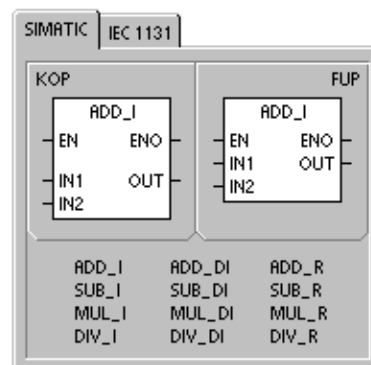 SIMATIC IEC 1131
KOP FUP
ADD_I ADD_I
EN ENO EN ENO
IN1 OUT IN1 OUT
IN2 IN2
ADD_I ADD_DI ADD_R
SUB_I SUB_DI SUB_R
MUL_I MUL_DI MUL_R
DIV_I DIV_DI DIV_R